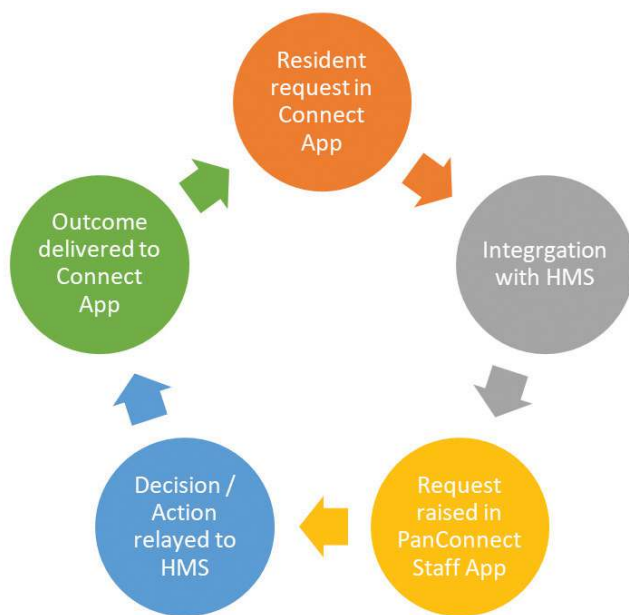 Resident
request in
Connect
App
Integrgation
with HMS
Request
raised in
PanConnect
Staff App
Decision /
Action
relayed to
HMS
Outcome
delivered to
Connect
App